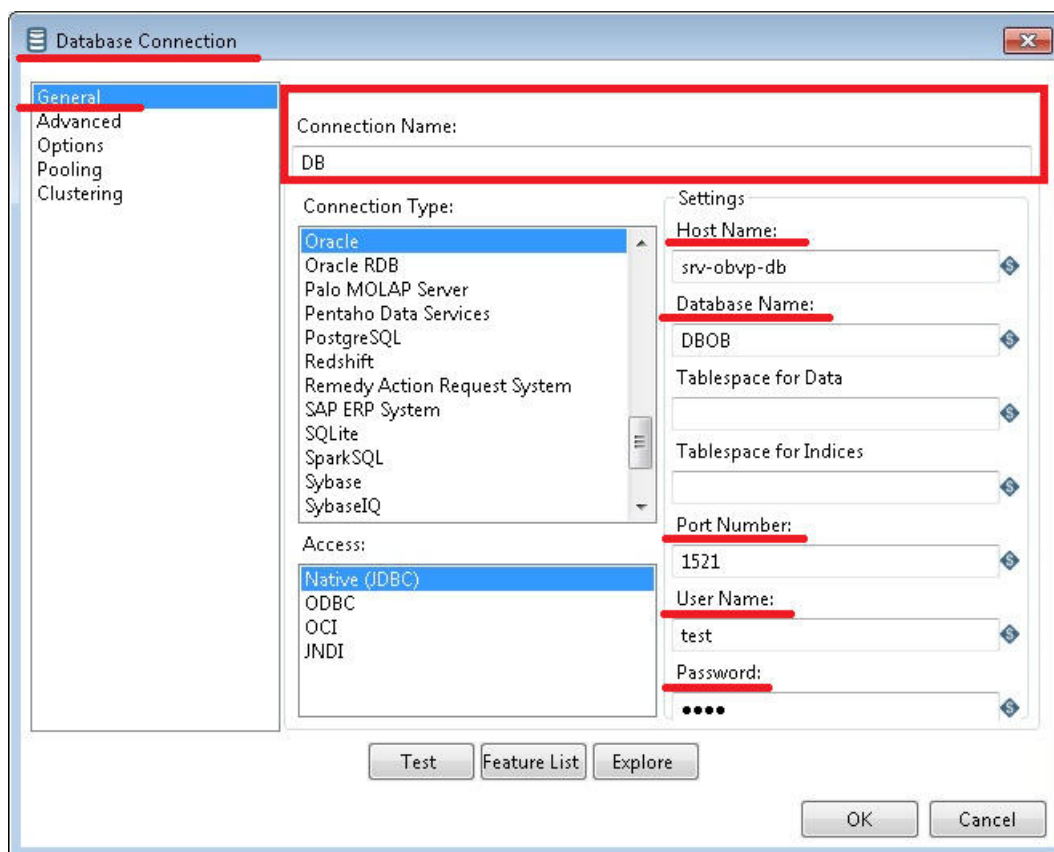 Database Connection
General
Advanced
Options
Pooling
Clustering
Connection Name:
DB
Connection Type:
Oracle
Oracle RDB
Palo MOLAP Server
Pentaho Data Services
PostgreSQL
Redshift
Remedy Action Request System
SAP ERP System
SQLite
SparkSQL
Sybase
SybaseIQ
Access:
Native (JDBC)
ODBC
OCI
JNDI
Settings
Host Name:
srv-obvp-db
Database Name:
DBOB
Tablespace for Data
Tablespace for Indices
Port Number:
1521
User Name:
test
Password:
●●●●
Test
Feature List
Explore
OK
Cancel